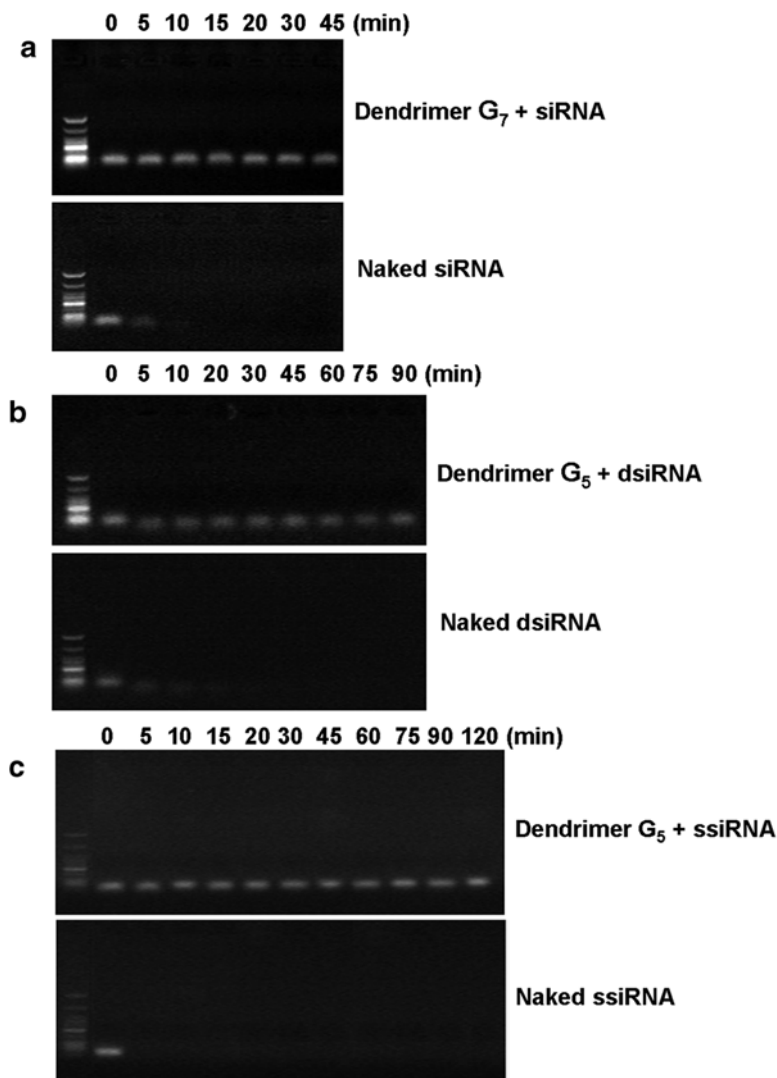 0 5 10 15 20 30 45 (min)
a
Dendrimer G₇ + siRNA
Naked siRNA
0 5 10 20 30 45 60 75 90 (min)
b
Dendrimer G₅ + dsiRNA
Naked dsiRNA
0 5 10 15 20 30 45 60 75 90 120 (min)
c
Dendrimer G₅ + ssiRNA
Naked ssiRNA